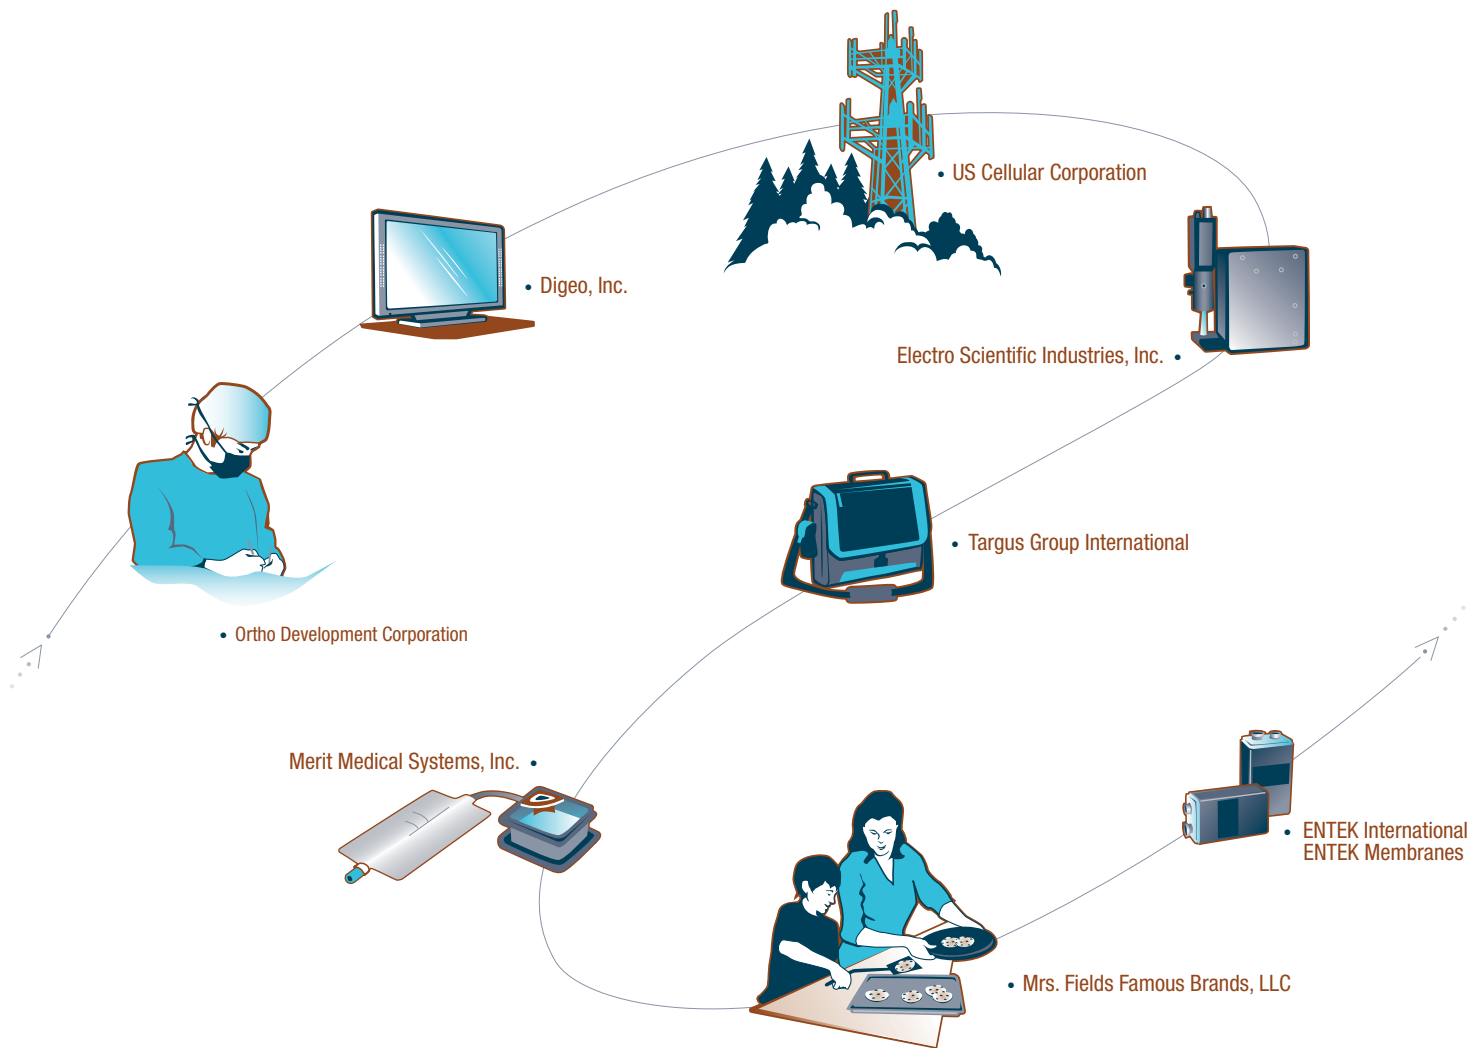 • US Cellular Corporation
• Digeo, Inc.
Electro Scientific Industries, Inc. •
• Targus Group International
• Ortho Development Corporation
Merit Medical Systems, Inc. •
• ENTEK International
ENTEK Membranes
• Mrs. Fields Famous Brands, LLC